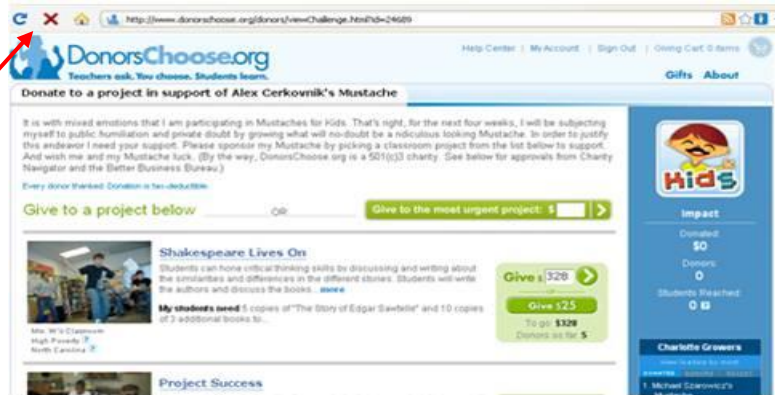 http://www.donorschoose.org/donors/viewChallenge.html?id=24689
DonorsChoose.org
Teachers ask. You choose. Students learn.
Help Center | My Account | Sign Out | Giving Cart: 0 items
Gifts About
Donate to a project in support of Alex Cerkovnik's Mustache
It is with mixed emotions that I am participating in Mustaches for Kids. That's right, for the next four weeks, I will be subjecting
myself to public humiliation and private doubt by growing what will no-doubt be a ridiculous looking Mustache. In order to justify
this endeavor I need your support. Please sponsor my Mustache by picking a classroom project from the list below to support.
And wish me and my Mustache luck. (By the way, DonorsChoose.org is a 501(c)3 charity. See below for approvals from Charity
Navigator and the Better Business Bureau.)
Every donor thanked. Donation is tax-deductible.
Give to a project below OR Give to the most urgent project: $
Kids
Impact
Donated:
$0
Donors:
0
Students Reached:
0
Shakespeare Lives On
Students can hone critical thinking skills by discussing and writing about
the similarities and differences in the different stories. Students will write
the authors and discuss the books... more
My students need 5 copies of "The Story of Edgar Sawtelle" and 10 copies
of 3 additional books to...
Give $ 328
or
Give $25
To go: $328
Donors so far: 5
Mrs. W's Classroom
High Poverty ?
North Carolina ?
Charlotte Growers
DONATED
1. Michael Szarowicz's
Mustache
Project Success